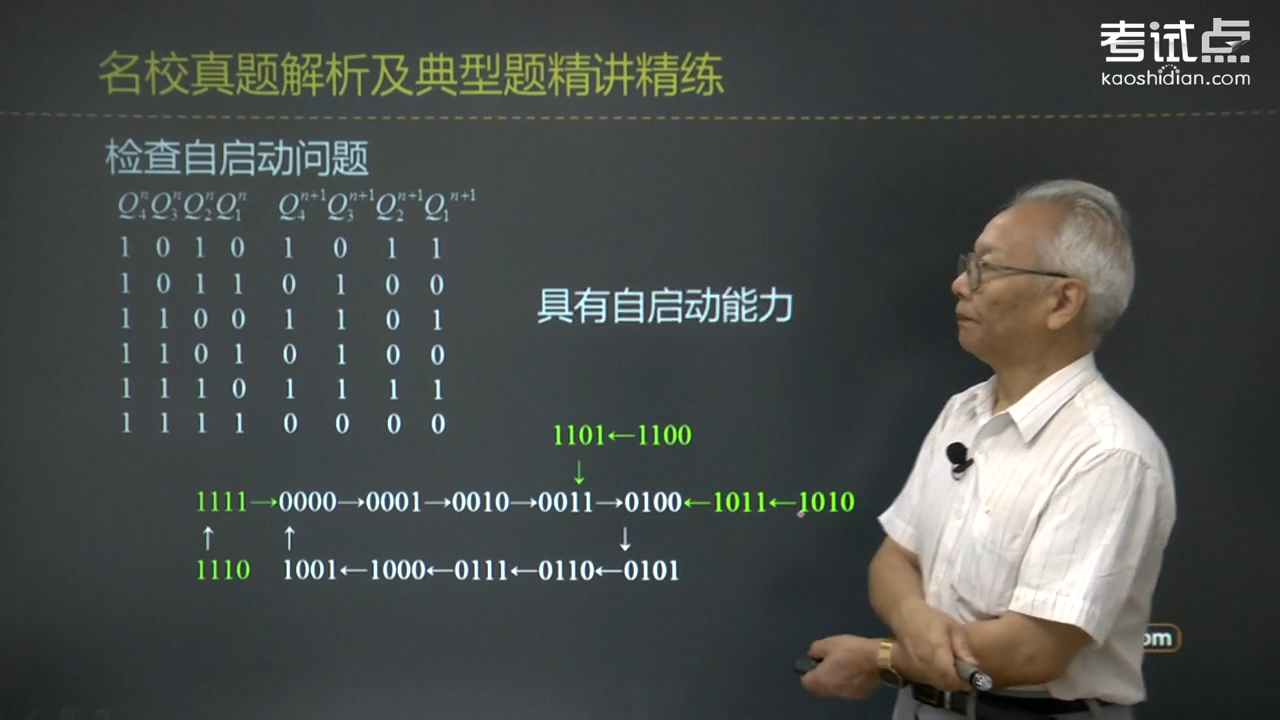 考试点
kaoshidian.com
名校真题解析及典型题精讲精练
检查自启动问题
Q₄ⁿ Q₃ⁿ Q₂ⁿ Q₁ⁿ Q₄ⁿ⁺¹ Q₃ⁿ⁺¹ Q₂ⁿ⁺¹ Q₁ⁿ⁺¹
1 0 1 0 1 0 1 1
1 0 1 1 0 1 0 0
1 1 0 0 1 1 0 1
1 1 0 1 0 1 0 0
1 1 1 0 1 1 1 1
1 1 1 1 0 0 0 0
具有自启动能力
1101←1100
↓
1111→0000→0001→0010→0011→0100←1011←1010
↑ ↑ ↓
1110 1001←1000←0111←0110←0101
om